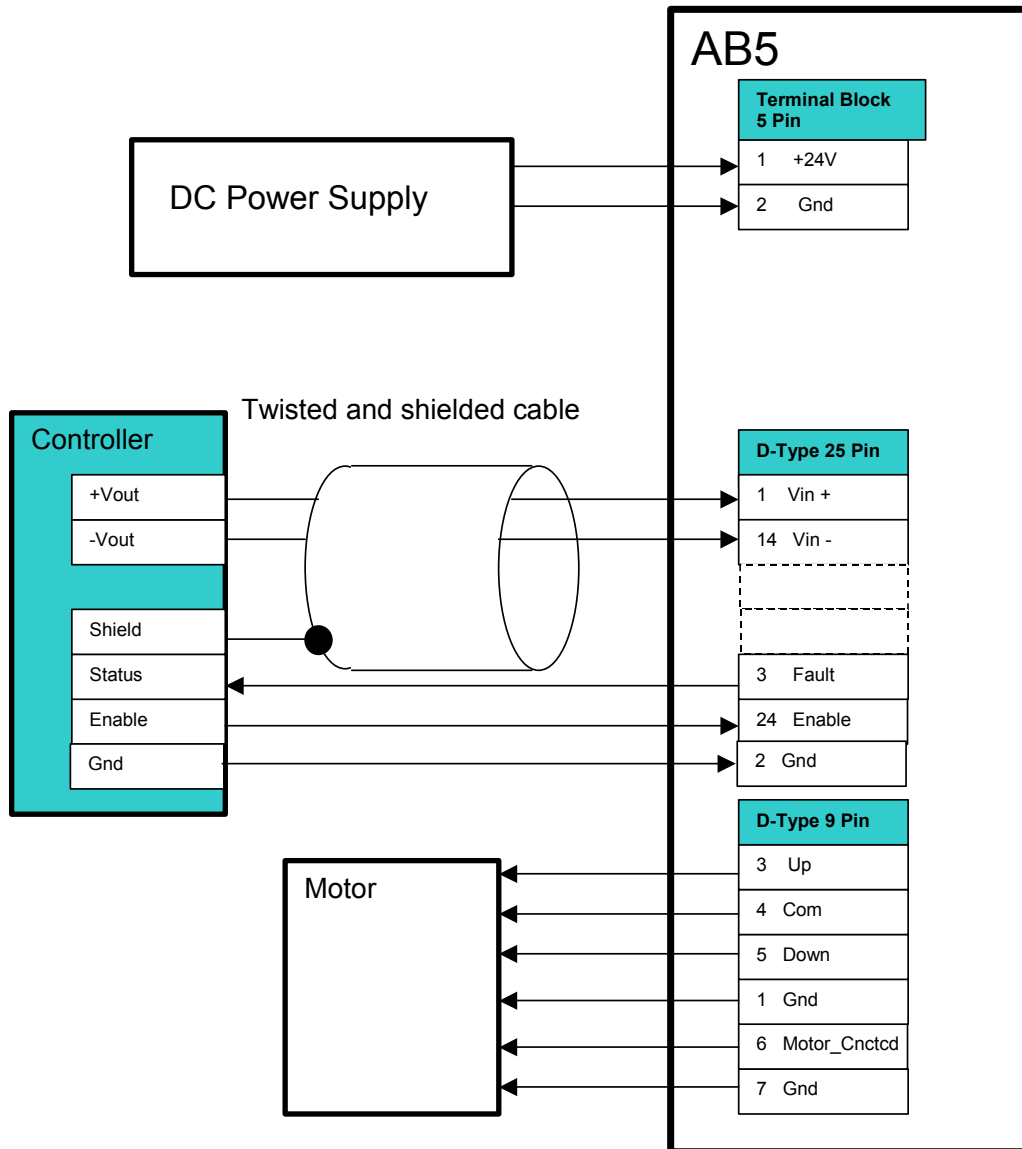 AB5
Terminal Block
5 Pin
1 +24V
2 Gnd
DC Power Supply
Twisted and shielded cable
Controller
+Vout
-Vout
Shield
Status
Enable
Gnd
D-Type 25 Pin
1 Vin +
14 Vin -
3 Fault
24 Enable
2 Gnd
D-Type 9 Pin
3 Up
4 Com
5 Down
1 Gnd
6 Motor_Cnctcd
7 Gnd
Motor